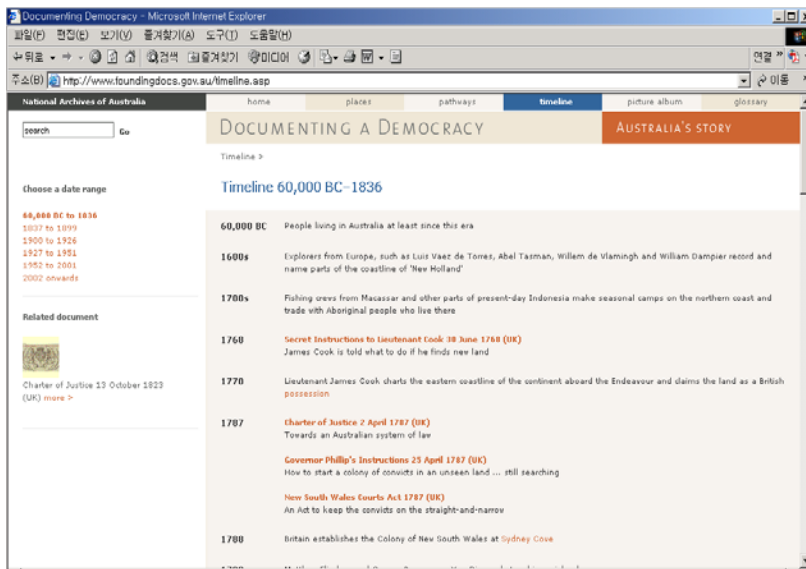 Documenting Democracy - Microsoft Internet Explorer
파일(F) 편집(E) 보기(V) 즐겨찾기(A) 도구(T) 도움말(H)
뒤로 검색 즐겨찾기 미디어 연결 »
주소(D) http://www.foundingdocs.gov.au/timeline.asp 이동
National Archives of Australia home places pathways timeline picture album glossary
search Go
DOCUMENTING A DEMOCRACY AUSTRALIA'S STORY
Timeline >
Timeline 60,000 BC-1836
Choose a date range
60,000 BC to 1836
1837 to 1899
1900 to 1926
1927 to 1951
1952 to 2001
2002 onwards
Related document
Charter of Justice 13 October 1823
(UK) more >
60,000 BC People living in Australia at least since this era
1600s Explorers from Europe, such as Luis Vaez de Torres, Abel Tasman, Willem de Vlamingh and William Dampier record and
name parts of the coastline of 'New Holland'
1700s Fishing crews from Macassar and other parts of present-day Indonesia make seasonal camps on the northern coast and
trade with Aboriginal people who live there
1768 Secret Instructions to Lieutenant Cook 30 June 1768 (UK)
James Cook is told what to do if he finds new land
1770 Lieutenant James Cook charts the eastern coastline of the continent aboard the Endeavour and claims the land as a British
possession
1787 Charter of Justice 2 April 1787 (UK)
Towards an Australian system of law
Governor Phillip's Instructions 25 April 1787 (UK)
How to start a colony of convicts in an unseen land ... still searching
New South Wales Courts Act 1787 (UK)
An Act to keep the convicts on the straight-and-narrow
1788 Britain establishes the Colony of New South Wales at Sydney Cove